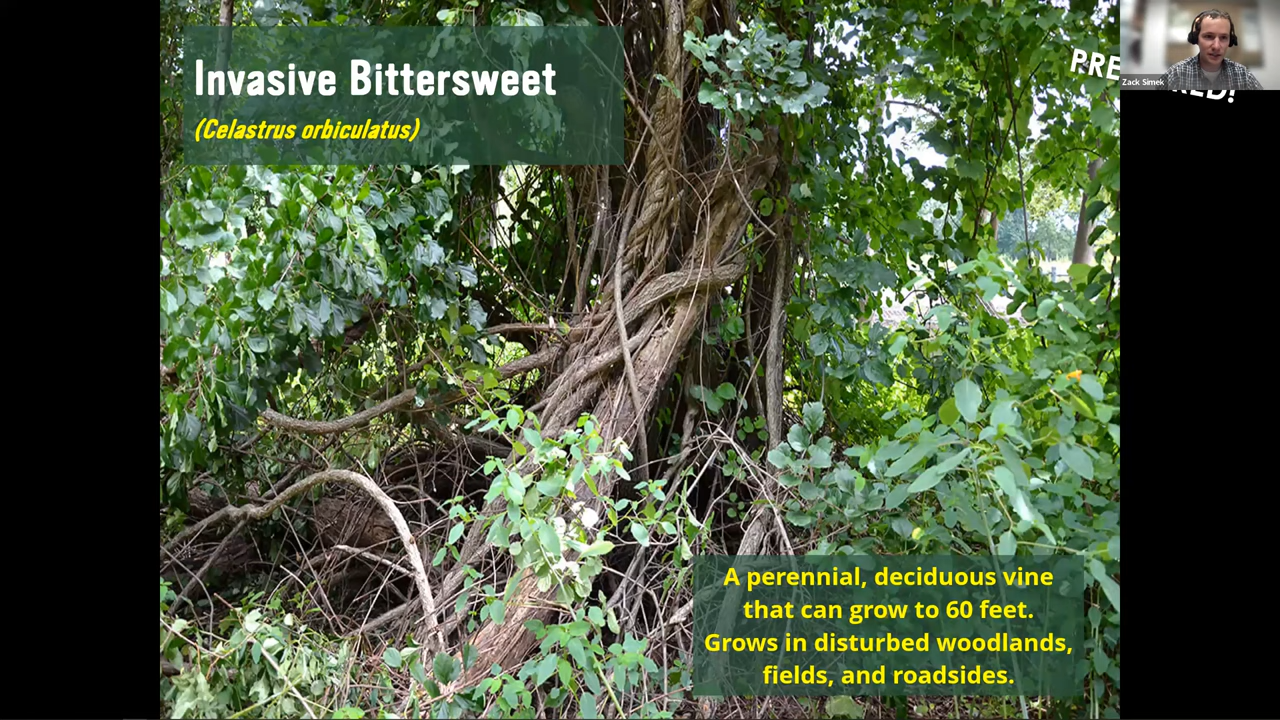 Invasive Bittersweet
(Celastrus orbiculatus)
Zack Simek
A perennial, deciduous vine
that can grow to 60 feet.
Grows in disturbed woodlands,
fields, and roadsides.